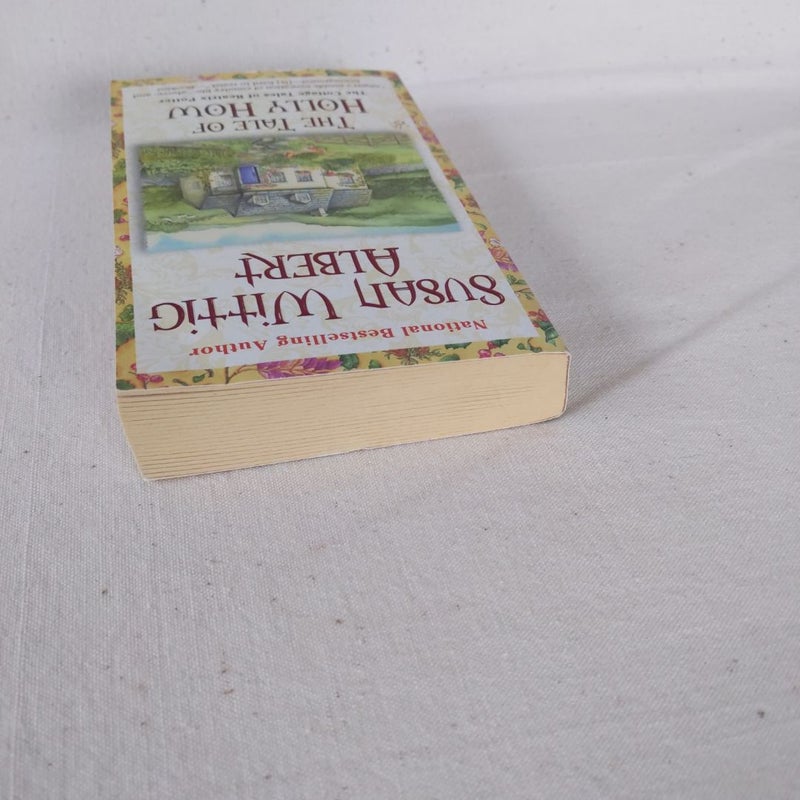 National Bestselling Author
SUSAN WITTIG
ALBERT
THE TALE OF
HOLLY HOW
The Cottage Tales of Beatrix Potter